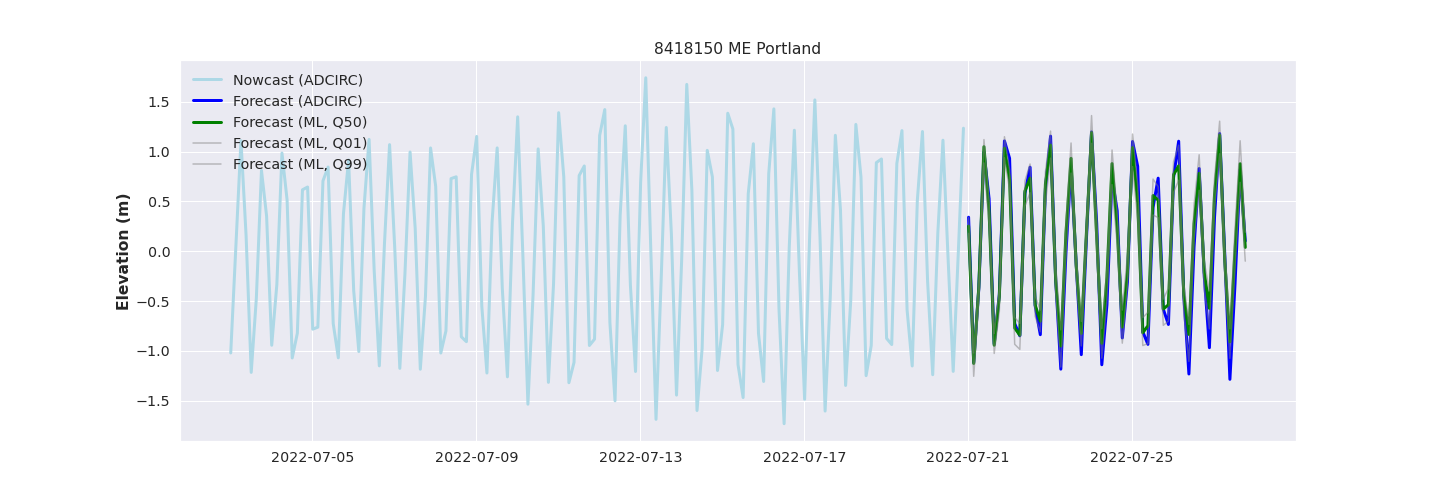 8418150 ME Portland
Nowcast (ADCIRC)
Forecast (ADCIRC)
Forecast (ML, Q50)
Forecast (ML, Q01)
Forecast (ML, Q99)
Elevation (m)
1.5
1.0
0.5
0.0
−0.5
−1.0
−1.5
2022-07-05
2022-07-09
2022-07-13
2022-07-17
2022-07-21
2022-07-25